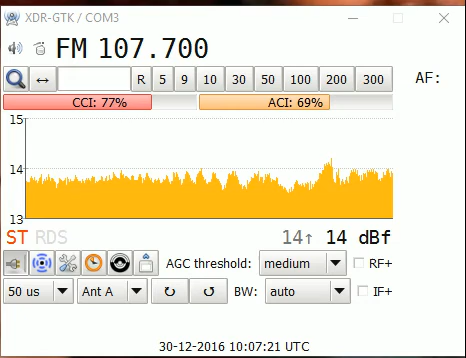 XDR-GTK / COM3
FM 107.700
R 5 9 10 30 50 100 200 300 AF:
CCI: 77% ACI: 69%
15
14
13
ST RDS 14↑ 14 dBf
AGC threshold: medium RF+
50 us Ant A ↻ ↺ BW: auto IF+
30-12-2016 10:07:21 UTC